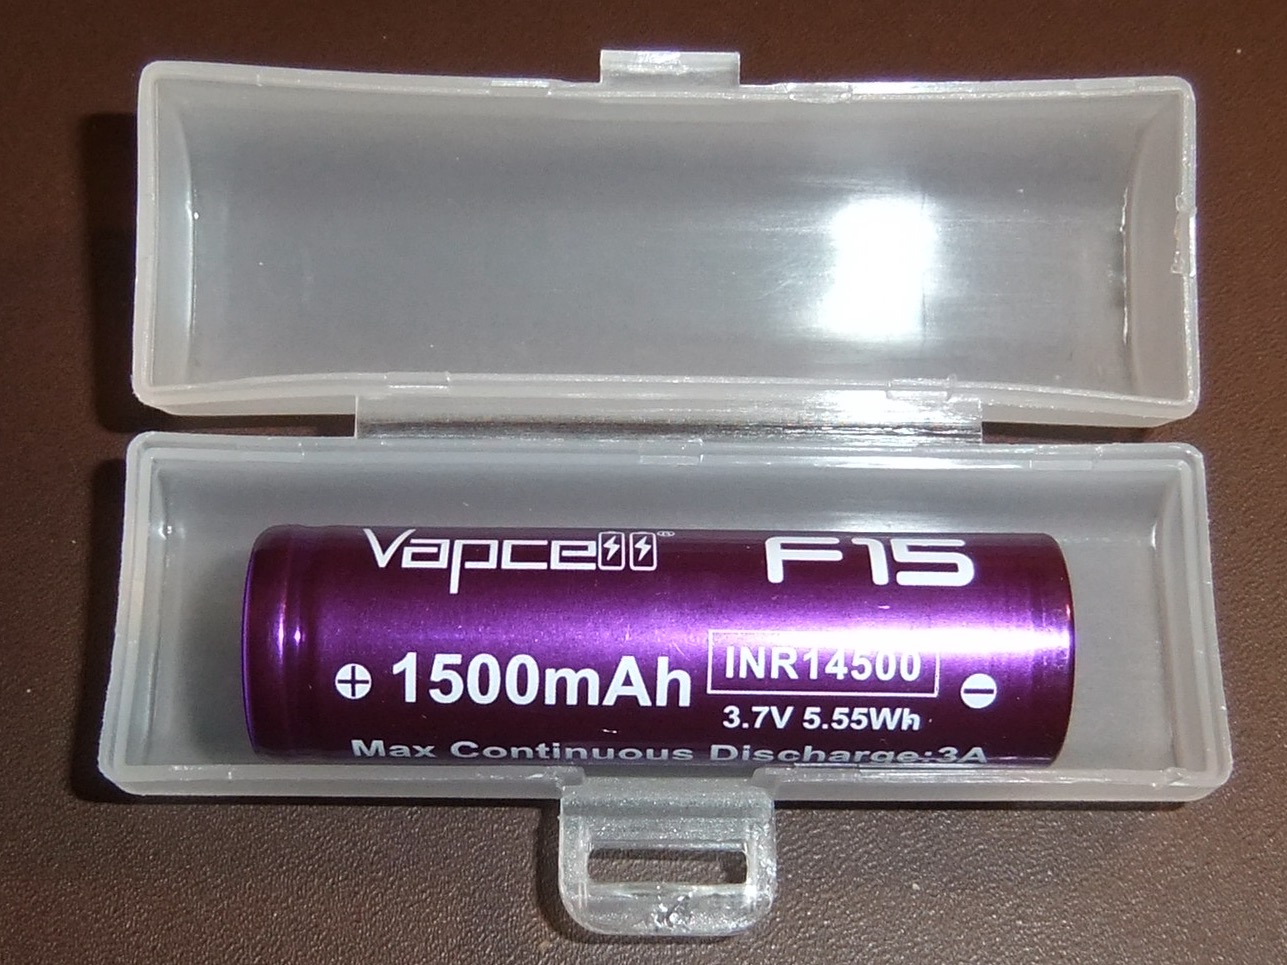 Vapcell® F15
⊕ 1500mAh INR14500 ⊖
3.7V 5.55Wh
Max Continuous Discharge:3A